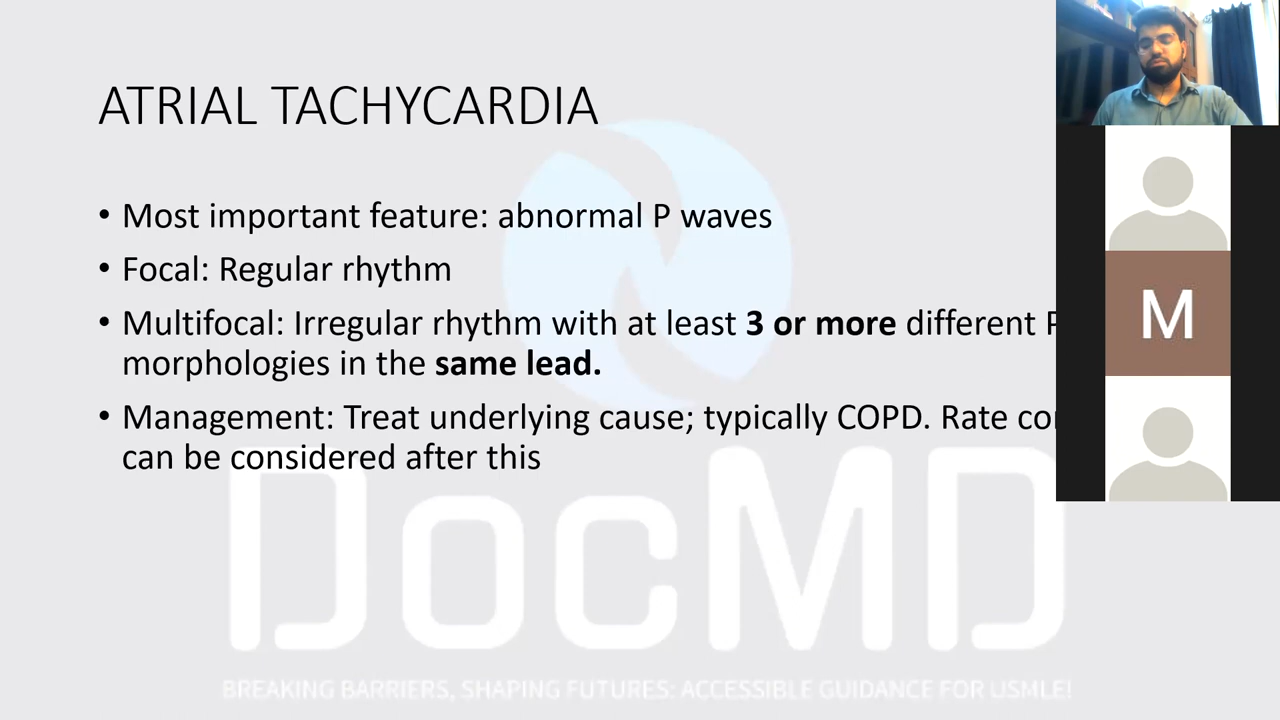 ATRIAL TACHYCARDIA
• Most important feature: abnormal P waves
• Focal: Regular rhythm
• Multifocal: Irregular rhythm with at least 3 or more different P
morphologies in the same lead.
• Management: Treat underlying cause; typically COPD. Rate
can be considered after this
M
DocMD
BREAKING BARRIERS, SHAPING FUTURES: ACCESSIBLE GUIDANCE FOR USMLE!